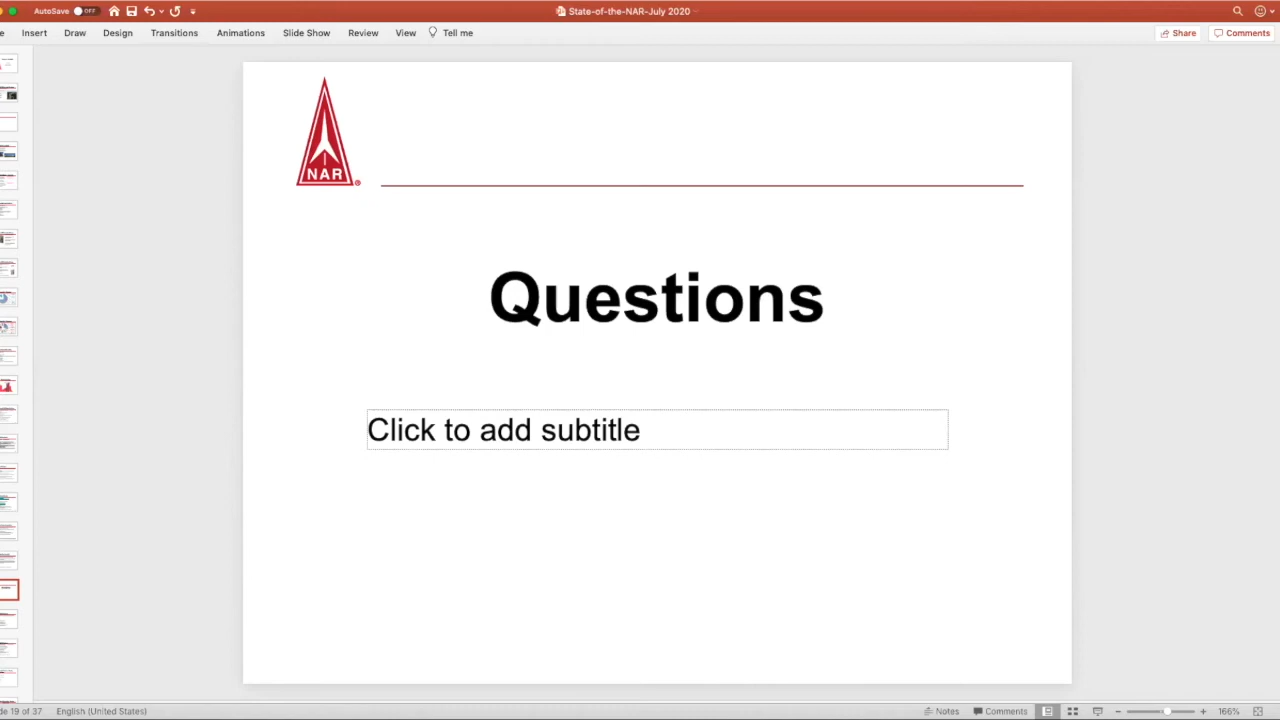 AutoSave OFF
State-of-the-NAR-July 2020
Insert Draw Design Transitions Animations Slide Show Review View Tell me
Share Comments
NAR
Questions
Click to add subtitle
19 of 37 English (United States) Notes Comments 166%